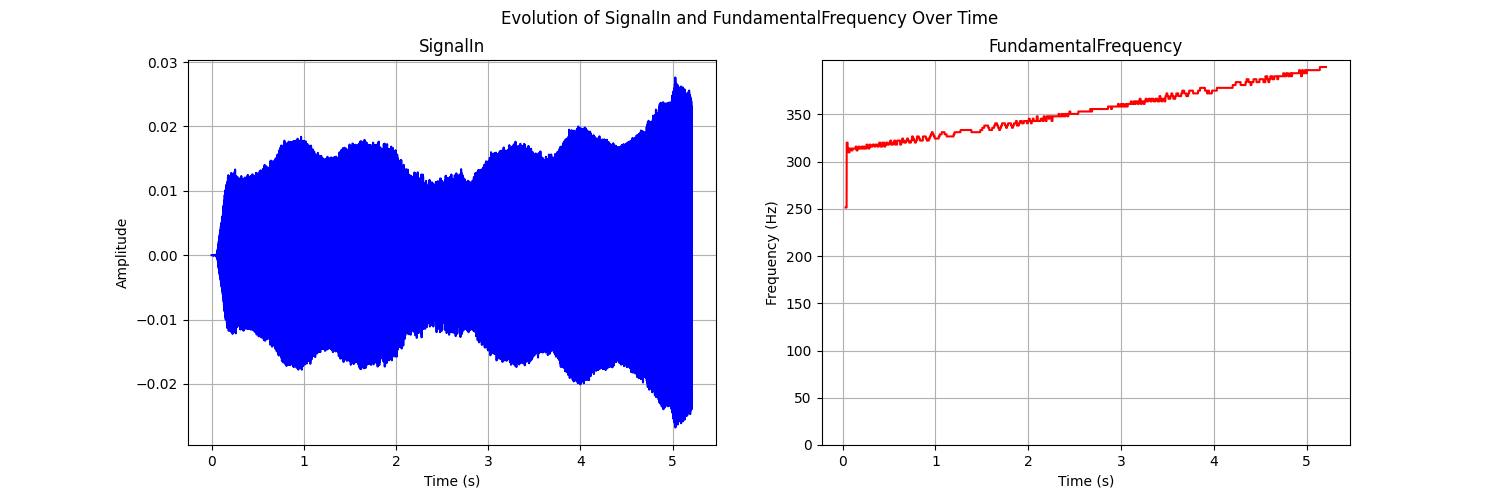 Evolution of SignalIn and FundamentalFrequency Over Time
SignalIn
Amplitude
0.03
0.02
0.01
0.00
−0.01
−0.02
0 1 2 3 4 5
Time (s)
FundamentalFrequency
Frequency (Hz)
350
300
250
200
150
100
50
0
0 1 2 3 4 5
Time (s)